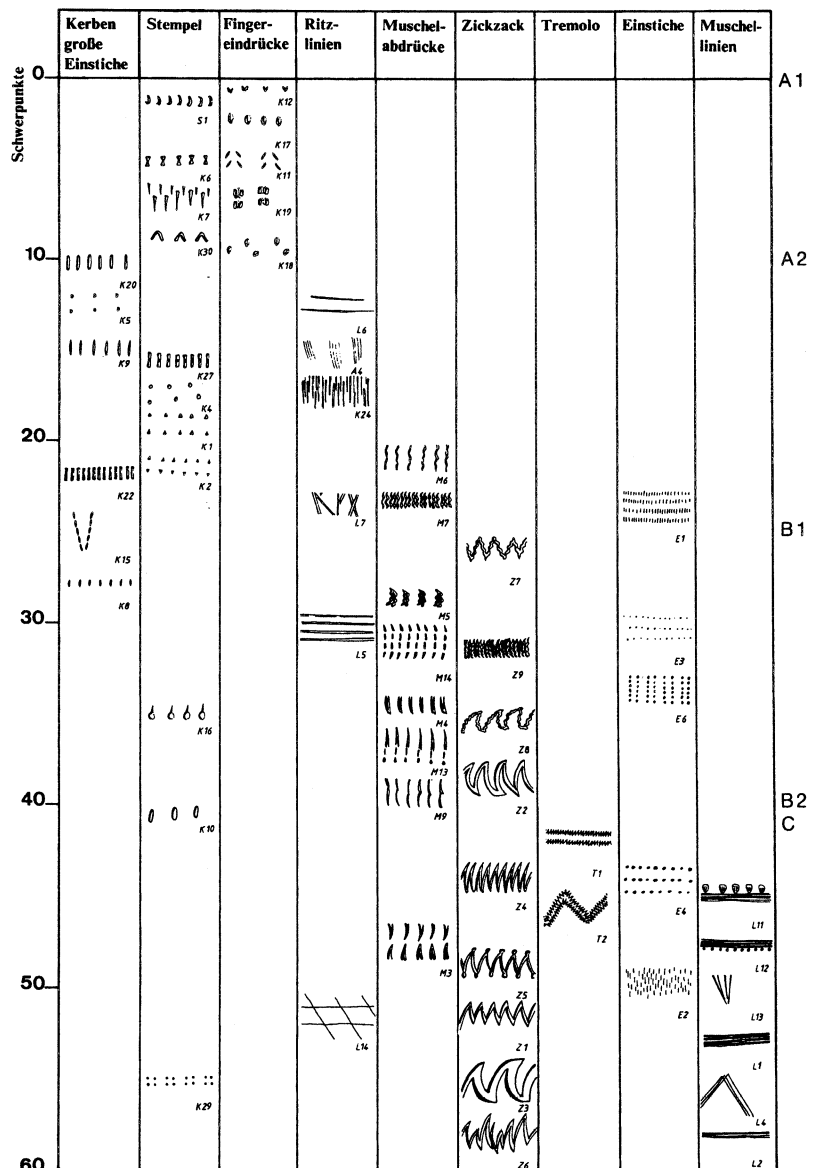 Kerben große Einstiche
Stempel
Finger-eindrücke
Ritz-linien
Muschel-abdrücke
Zickzack
Tremolo
Einstiche
Muschel-linien
Schwerpunkte
0
A1
K12
S1
K17
K6
K11
K7
K19
K30
K18
10
A2
K20
K5
L6
K9
K27
A4
K4
K24
K1
20
K2
M6
K22
L7
M7
E1
B1
K15
Z7
K8
M5
30
L5
E3
M14
Z9
K16
M4
E6
Z8
M13
40
B2
C
K10
M9
Z2
T1
Z4
E4
T2
L11
M3
L12
50
Z5
E2
L13
L14
Z1
L1
K29
Z3
L4
60
Z6
L2